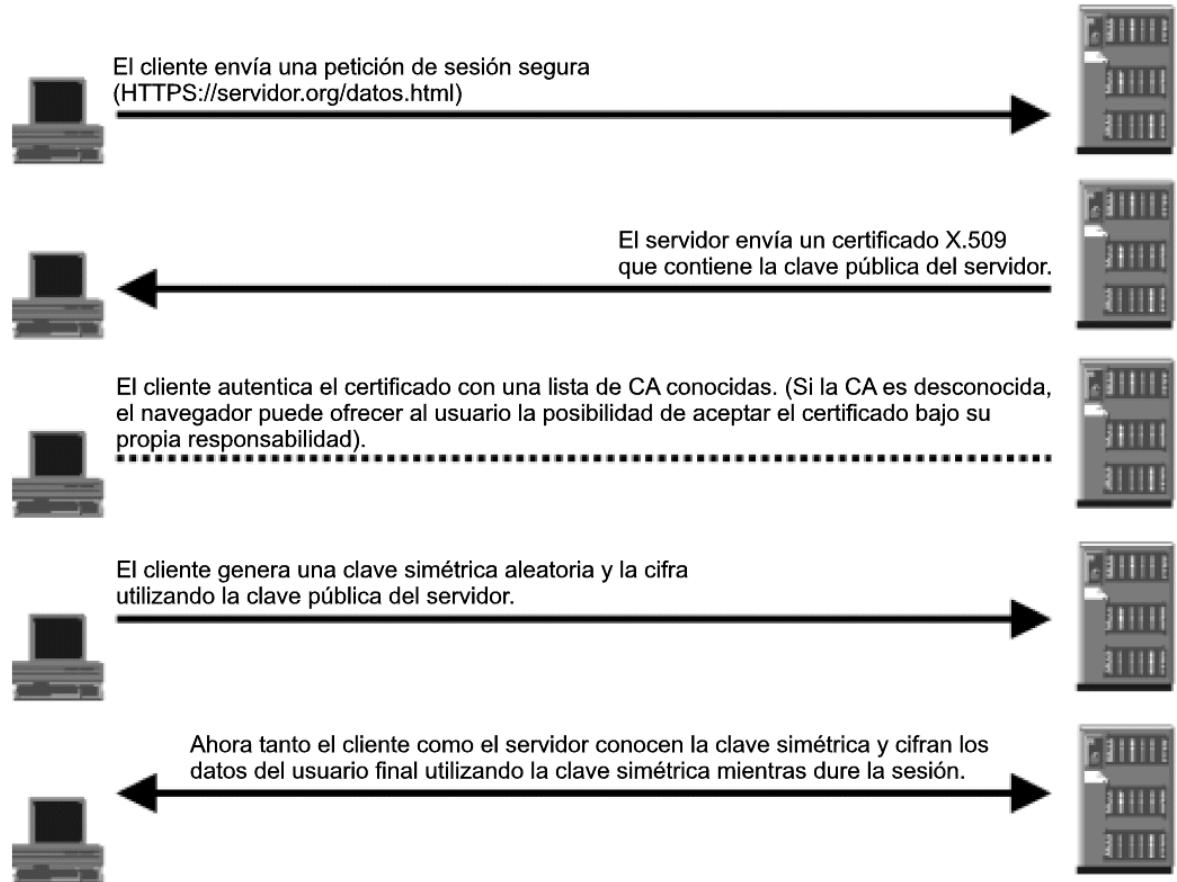 El cliente envía una petición de sesión segura
(HTTPS://servidor.org/datos.html)
El servidor envía un certificado X.509
que contiene la clave pública del servidor.
El cliente autentica el certificado con una lista de CA conocidas. (Si la CA es desconocida,
el navegador puede ofrecer al usuario la posibilidad de aceptar el certificado bajo su
propia responsabilidad).
El cliente genera una clave simétrica aleatoria y la cifra
utilizando la clave pública del servidor.
Ahora tanto el cliente como el servidor conocen la clave simétrica y cifran los
datos del usuario final utilizando la clave simétrica mientras dure la sesión.